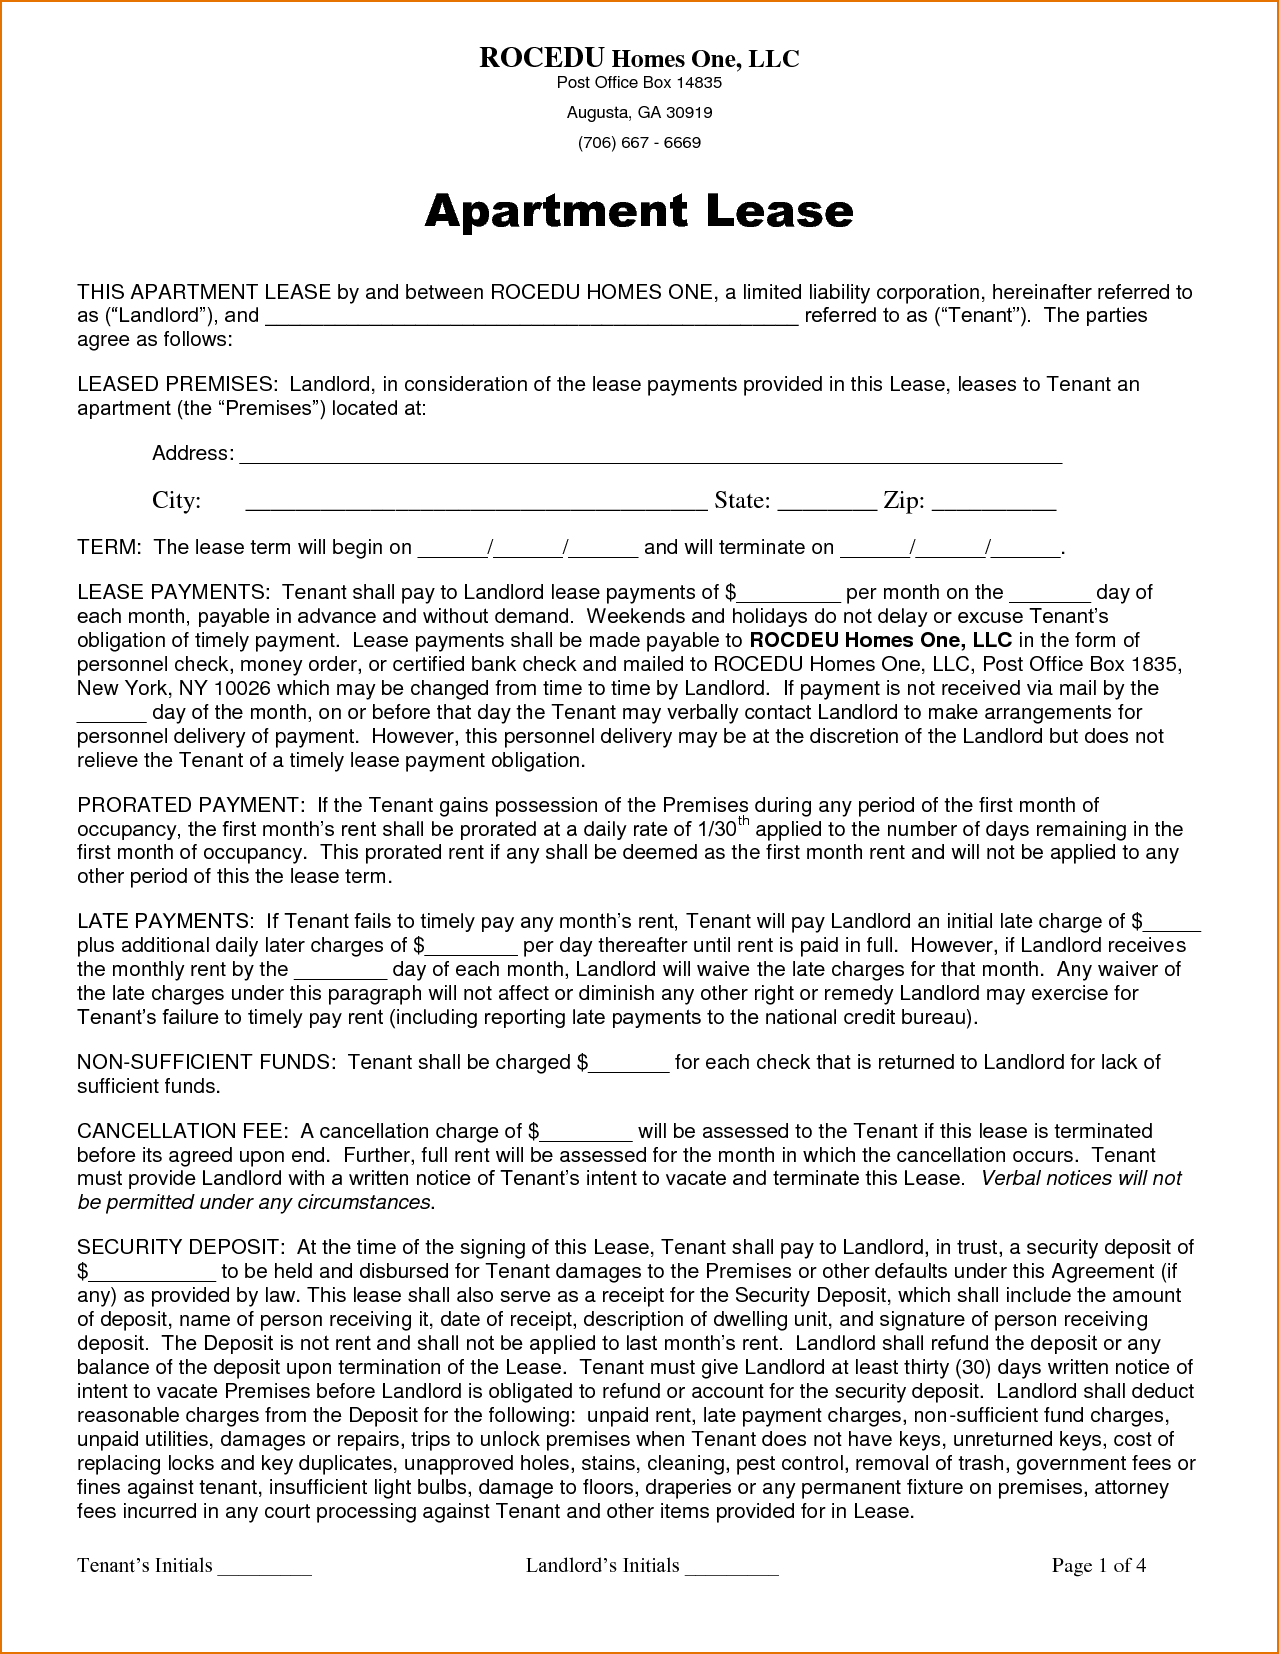 ROCEDU Homes One, LLC
Post Office Box 14835
Augusta, GA 30919
(706) 667 - 6669
Apartment Lease
THIS APARTMENT LEASE by and between ROCEDU HOMES ONE, a limited liability corporation, hereinafter referred to
as (“Landlord”), and ______________________________________________ referred to as (“Tenant”).  The parties
agree as follows:
LEASED PREMISES:  Landlord, in consideration of the lease payments provided in this Lease, leases to Tenant an
apartment (the “Premises”) located at:
Address: _______________________________________________________________________
City: _____________________________________ State: ________ Zip: __________
TERM:  The lease term will begin on ______/______/______ and will terminate on ______/______/______.
LEASE PAYMENTS:  Tenant shall pay to Landlord lease payments of $_________ per month on the _______ day of
each month, payable in advance and without demand.  Weekends and holidays do not delay or excuse Tenant’s
obligation of timely payment.  Lease payments shall be made payable to ROCDEU Homes One, LLC in the form of
personnel check, money order, or certified bank check and mailed to ROCEDU Homes One, LLC, Post Office Box 1835,
New York, NY 10026 which may be changed from time to time by Landlord.  If payment is not received via mail by the
______ day of the month, on or before that day the Tenant may verbally contact Landlord to make arrangements for
personnel delivery of payment.  However, this personnel delivery may be at the discretion of the Landlord but does not
relieve the Tenant of a timely lease payment obligation.
PRORATED PAYMENT:  If the Tenant gains possession of the Premises during any period of the first month of
occupancy, the first month’s rent shall be prorated at a daily rate of 1/30th applied to the number of days remaining in the
first month of occupancy.  This prorated rent if any shall be deemed as the first month rent and will not be applied to any
other period of this the lease term.
LATE PAYMENTS:  If Tenant fails to timely pay any month’s rent, Tenant will pay Landlord an initial late charge of $_____
plus additional daily later charges of $________ per day thereafter until rent is paid in full.  However, if Landlord receives
the monthly rent by the ________ day of each month, Landlord will waive the late charges for that month.  Any waiver of
the late charges under this paragraph will not affect or diminish any other right or remedy Landlord may exercise for
Tenant’s failure to timely pay rent (including reporting late payments to the national credit bureau).
NON-SUFFICIENT FUNDS:  Tenant shall be charged $_______ for each check that is returned to Landlord for lack of
sufficient funds.
CANCELLATION FEE:  A cancellation charge of $________ will be assessed to the Tenant if this lease is terminated
before its agreed upon end.  Further, full rent will be assessed for the month in which the cancellation occurs.  Tenant
must provide Landlord with a written notice of Tenant’s intent to vacate and terminate this Lease.  Verbal notices will not
be permitted under any circumstances.
SECURITY DEPOSIT:  At the time of the signing of this Lease, Tenant shall pay to Landlord, in trust, a security deposit of
$___________ to be held and disbursed for Tenant damages to the Premises or other defaults under this Agreement (if
any) as provided by law. This lease shall also serve as a receipt for the Security Deposit, which shall include the amount
of deposit, name of person receiving it, date of receipt, description of dwelling unit, and signature of person receiving
deposit.  The Deposit is not rent and shall not be applied to last month’s rent.  Landlord shall refund the deposit or any
balance of the deposit upon termination of the Lease.  Tenant must give Landlord at least thirty (30) days written notice of
intent to vacate Premises before Landlord is obligated to refund or account for the security deposit.  Landlord shall deduct
reasonable charges from the Deposit for the following:  unpaid rent, late payment charges, non-sufficient fund charges,
unpaid utilities, damages or repairs, trips to unlock premises when Tenant does not have keys, unreturned keys, cost of
replacing locks and key duplicates, unapproved holes, stains, cleaning, pest control, removal of trash, government fees or
fines against tenant, insufficient light bulbs, damage to floors, draperies or any permanent fixture on premises, attorney
fees incurred in any court processing against Tenant and other items provided for in Lease.
Tenant’s Initials _________ Landlord’s Initials _________ Page 1 of 4